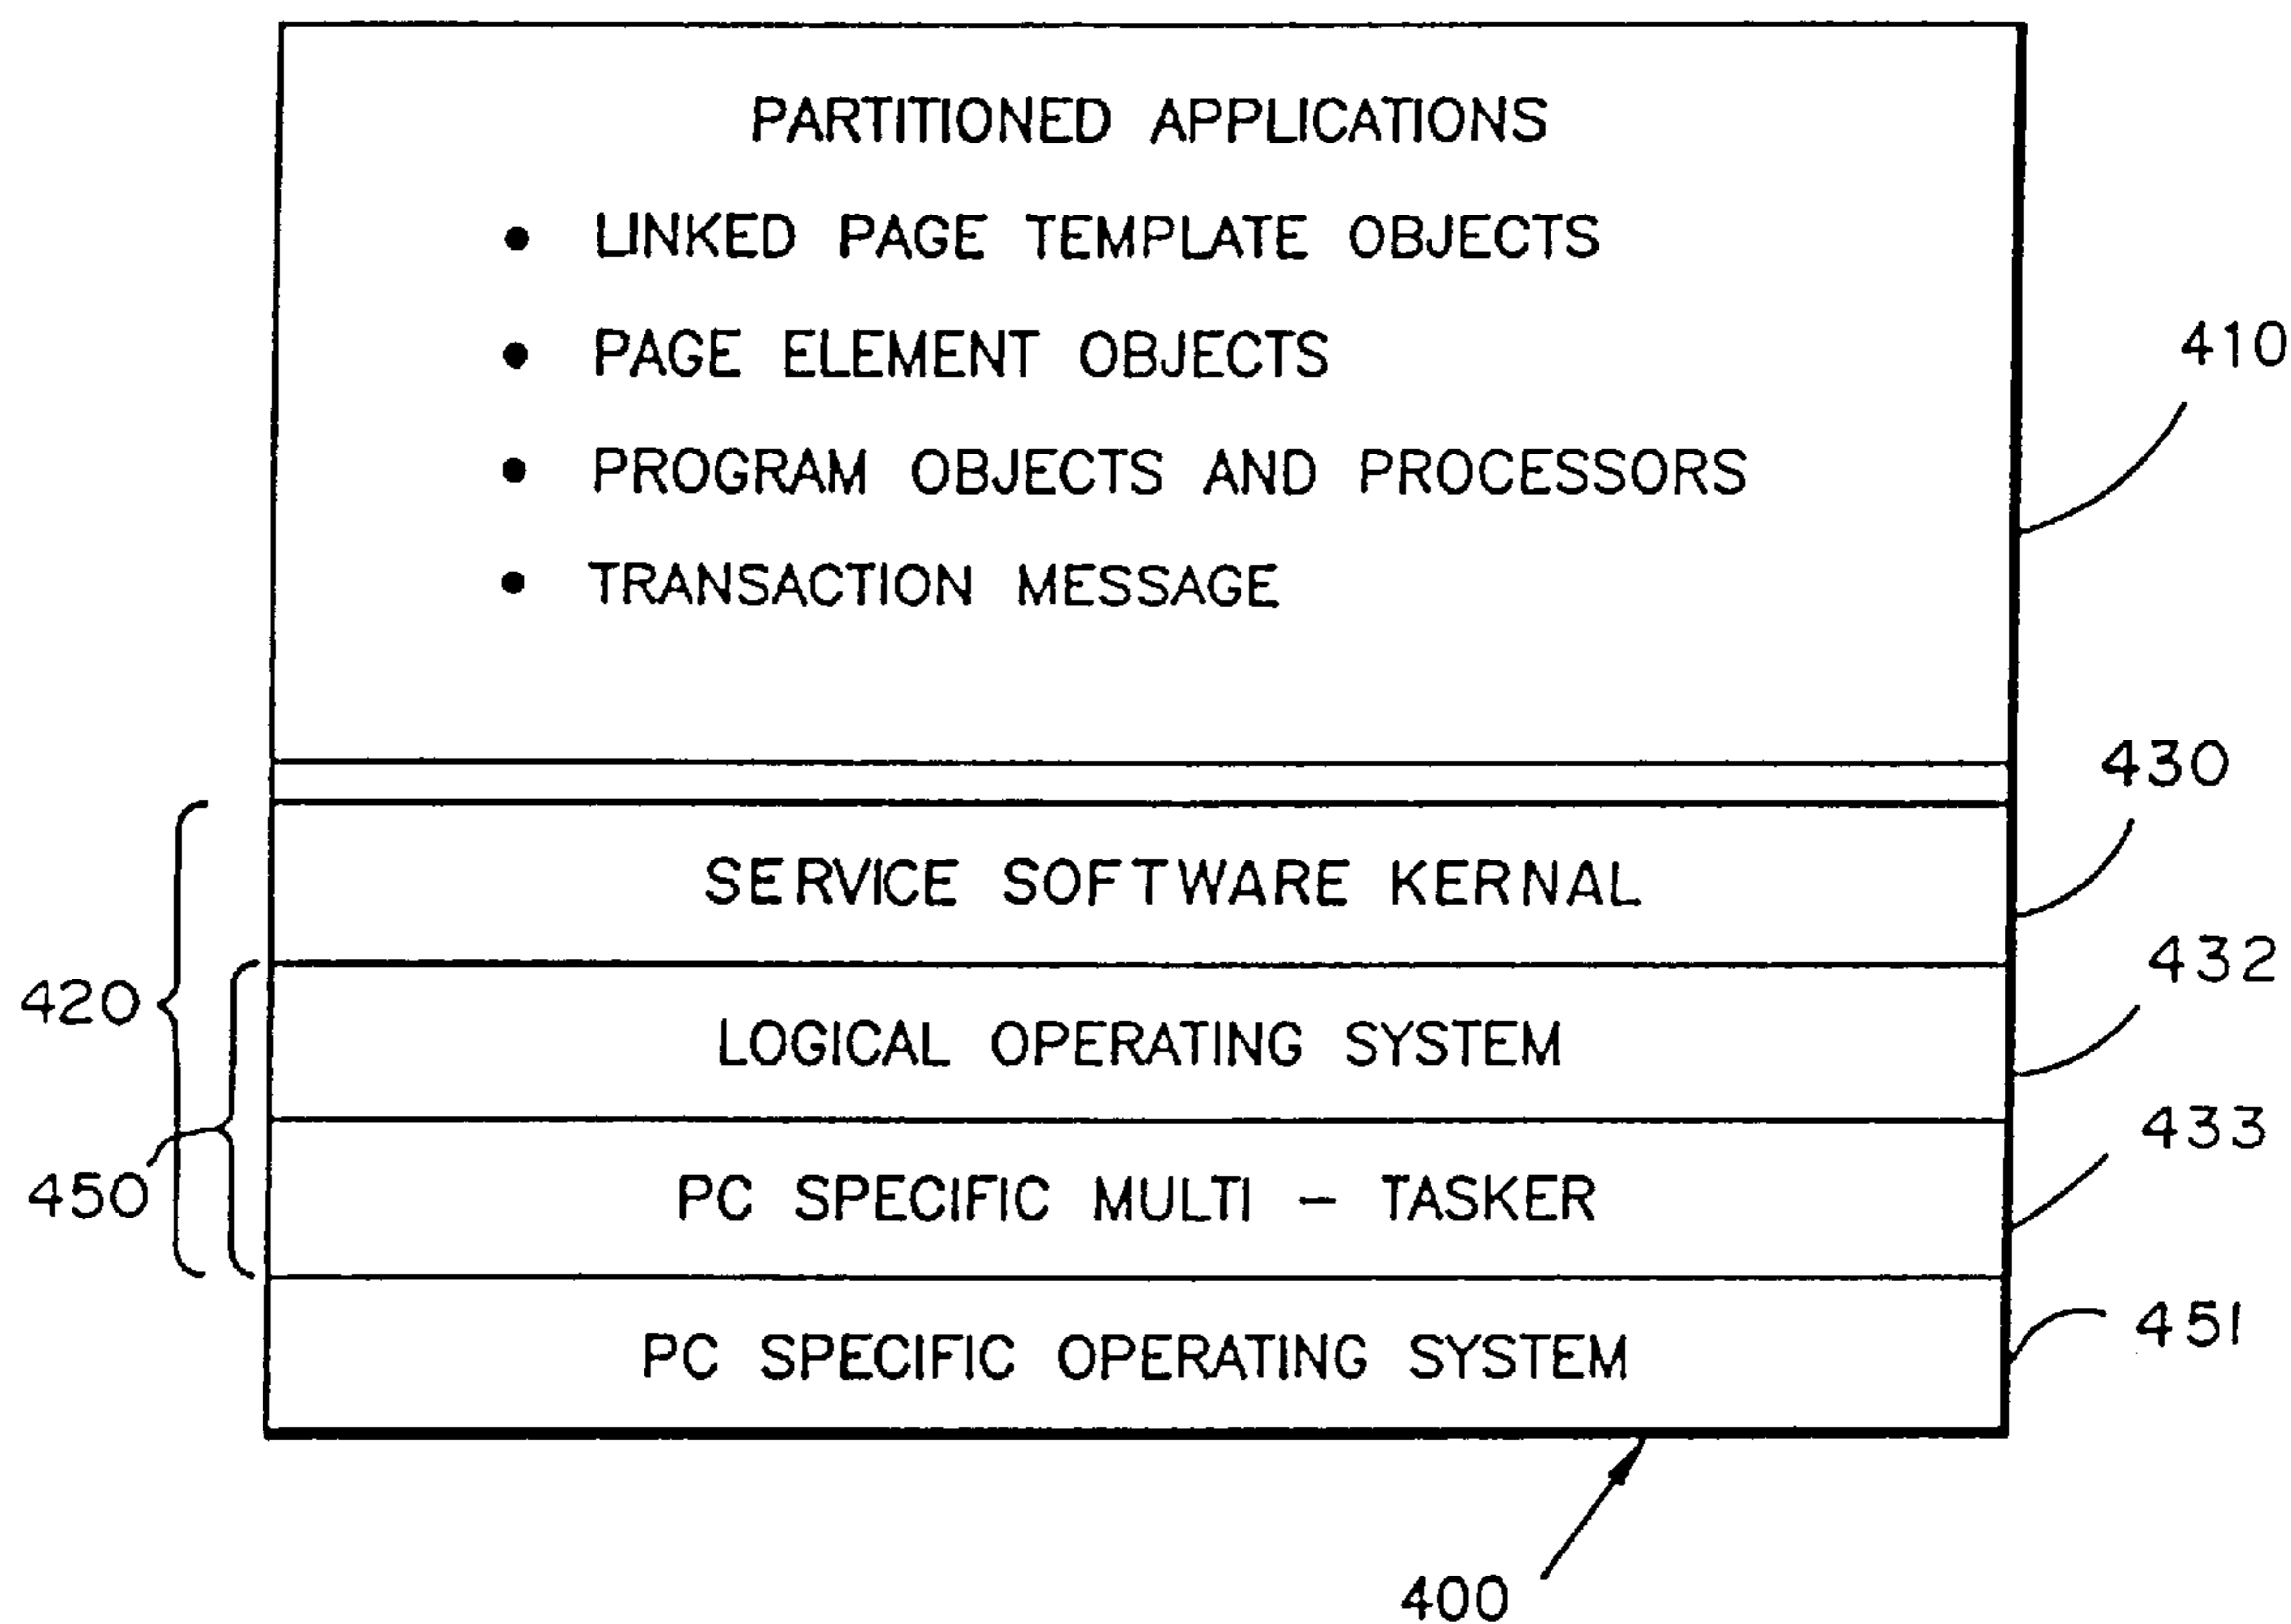 PARTITIONED APPLICATIONS
• LINKED PAGE TEMPLATE OBJECTS
• PAGE ELEMENT OBJECTS
• PROGRAM OBJECTS AND PROCESSORS
• TRANSACTION MESSAGE
410
430
SERVICE SOFTWARE KERNAL
432
420
LOGICAL OPERATING SYSTEM
433
450
PC SPECIFIC MULTI - TASKER
451
PC SPECIFIC OPERATING SYSTEM
400